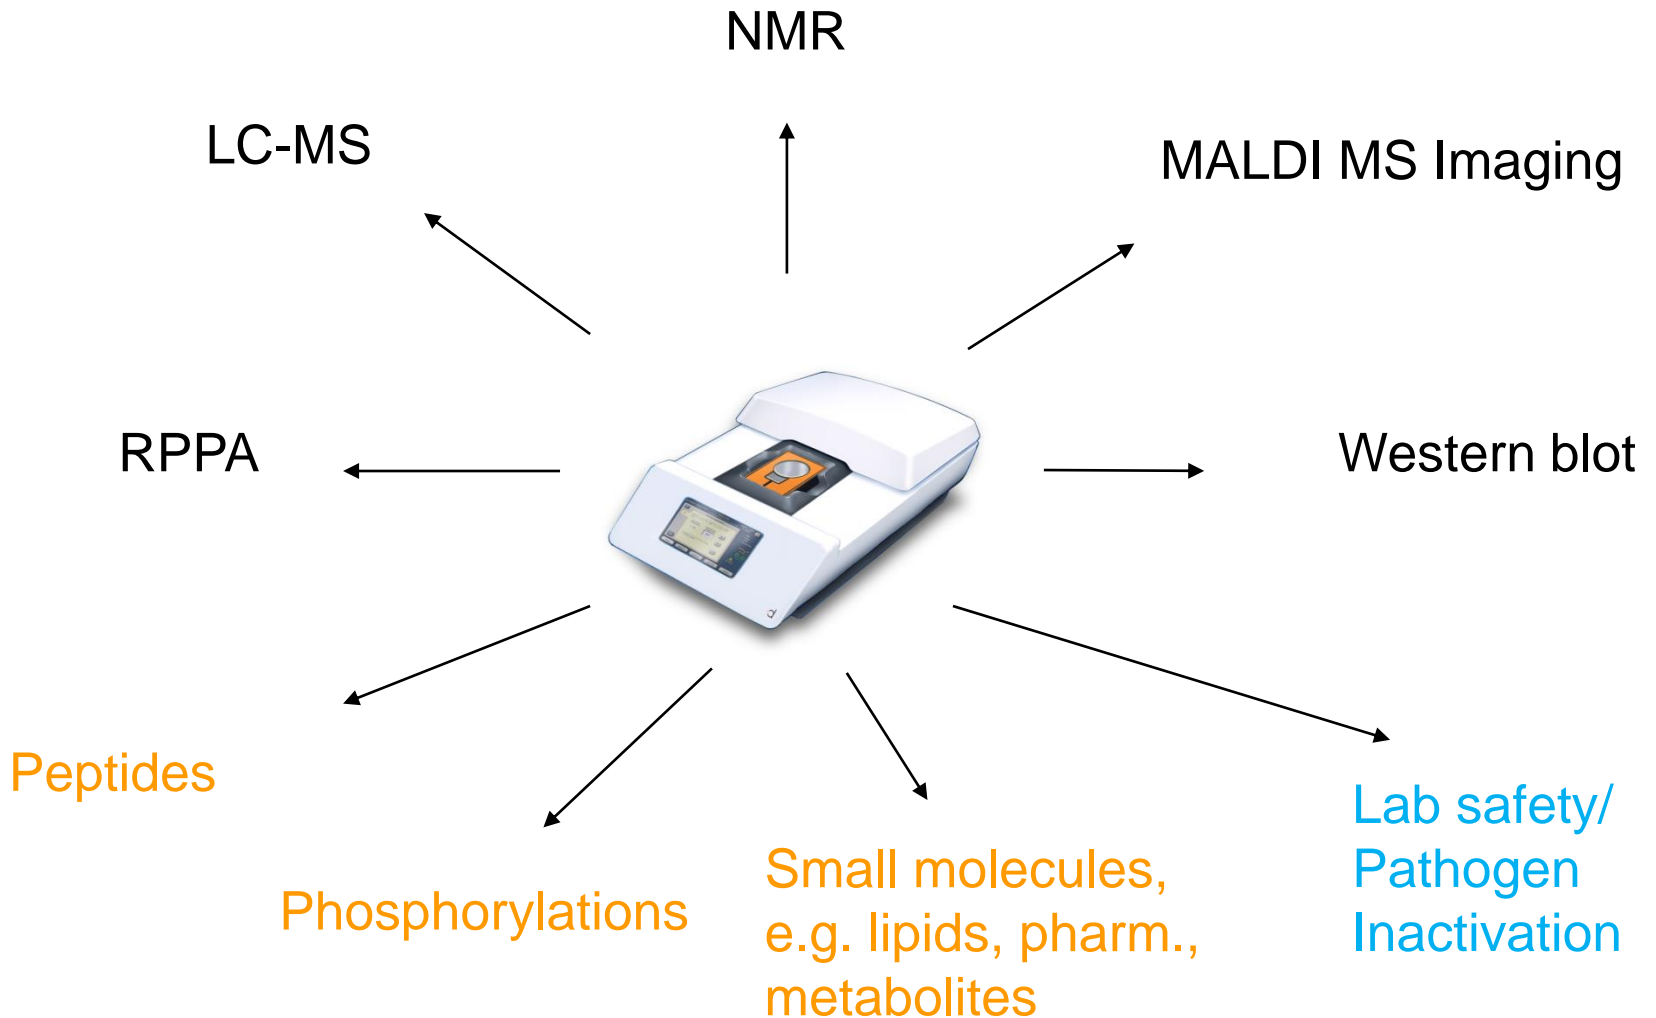 NMR
LC-MS
MALDI MS Imaging
RPPA
Western blot
Peptides
Phosphorylations
Small molecules,
e.g. lipids, pharm.,
metabolites
Lab safety/
Pathogen
Inactivation